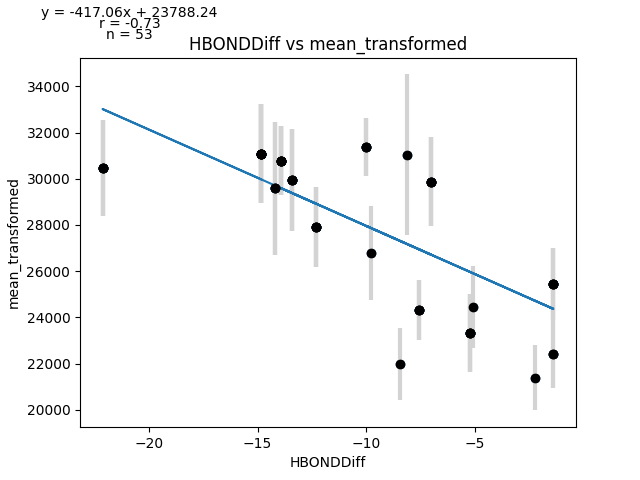 y = -417.06x + 23788.24
r = -0.73
n = 53
HBONDDiff vs mean_transformed
mean_transformed
34000
32000
30000
28000
26000
24000
22000
20000
−20
−15
−10
−5
HBONDDiff